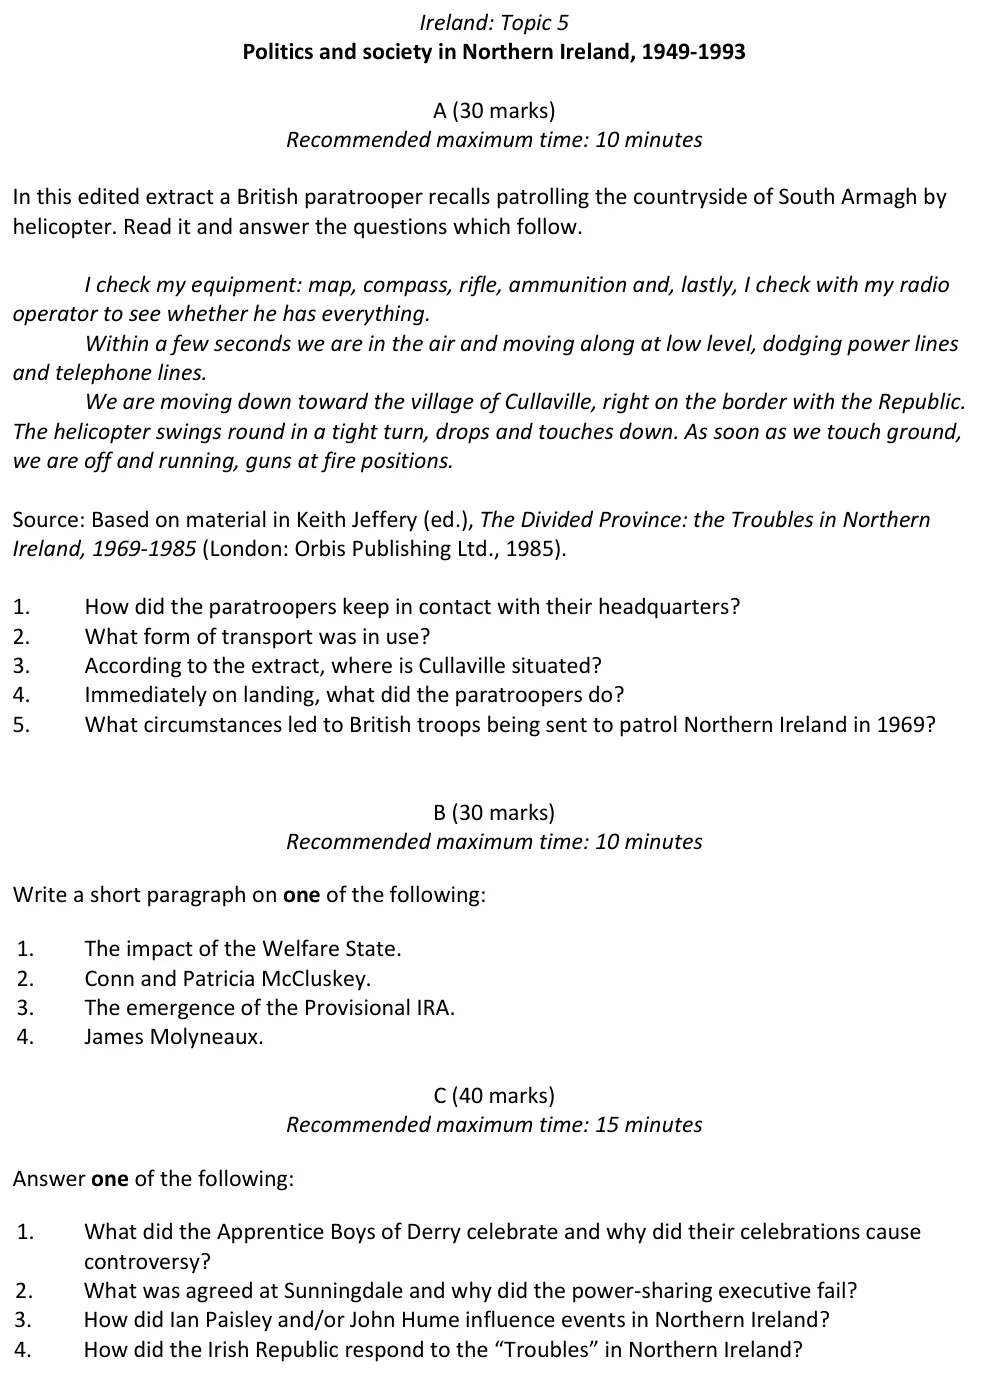 Ireland: Topic 5
Politics and society in Northern Ireland, 1949-1993
A (30 marks)
Recommended maximum time: 10 minutes
In this edited extract a British paratrooper recalls patrolling the countryside of South Armagh by
helicopter. Read it and answer the questions which follow.
I check my equipment: map, compass, rifle, ammunition and, lastly, I check with my radio
operator to see whether he has everything.
Within a few seconds we are in the air and moving along at low level, dodging power lines
and telephone lines.
We are moving down toward the village of Cullaville, right on the border with the Republic.
The helicopter swings round in a tight turn, drops and touches down. As soon as we touch ground,
we are off and running, guns at fire positions.
Source: Based on material in Keith Jeffery (ed.), The Divided Province: the Troubles in Northern
Ireland, 1969-1985 (London: Orbis Publishing Ltd., 1985).
1. How did the paratroopers keep in contact with their headquarters?
2. What form of transport was in use?
3. According to the extract, where is Cullaville situated?
4. Immediately on landing, what did the paratroopers do?
5. What circumstances led to British troops being sent to patrol Northern Ireland in 1969?
B (30 marks)
Recommended maximum time: 10 minutes
Write a short paragraph on one of the following:
1. The impact of the Welfare State.
2. Conn and Patricia McCluskey.
3. The emergence of the Provisional IRA.
4. James Molyneaux.
C (40 marks)
Recommended maximum time: 15 minutes
Answer one of the following:
1. What did the Apprentice Boys of Derry celebrate and why did their celebrations cause
controversy?
2. What was agreed at Sunningdale and why did the power-sharing executive fail?
3. How did Ian Paisley and/or John Hume influence events in Northern Ireland?
4. How did the Irish Republic respond to the “Troubles” in Northern Ireland?